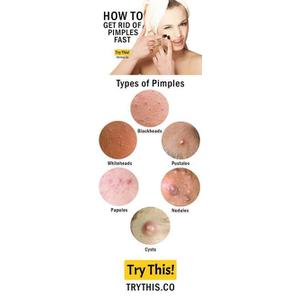 HOW TO
GET RID OF
PIMPLES
FAST
Try This!
Types of Pimples
Blackheads
Whiteheads
Pustules
Papules
Nodules
Cysts
Try This!
TRYTHIS.CO